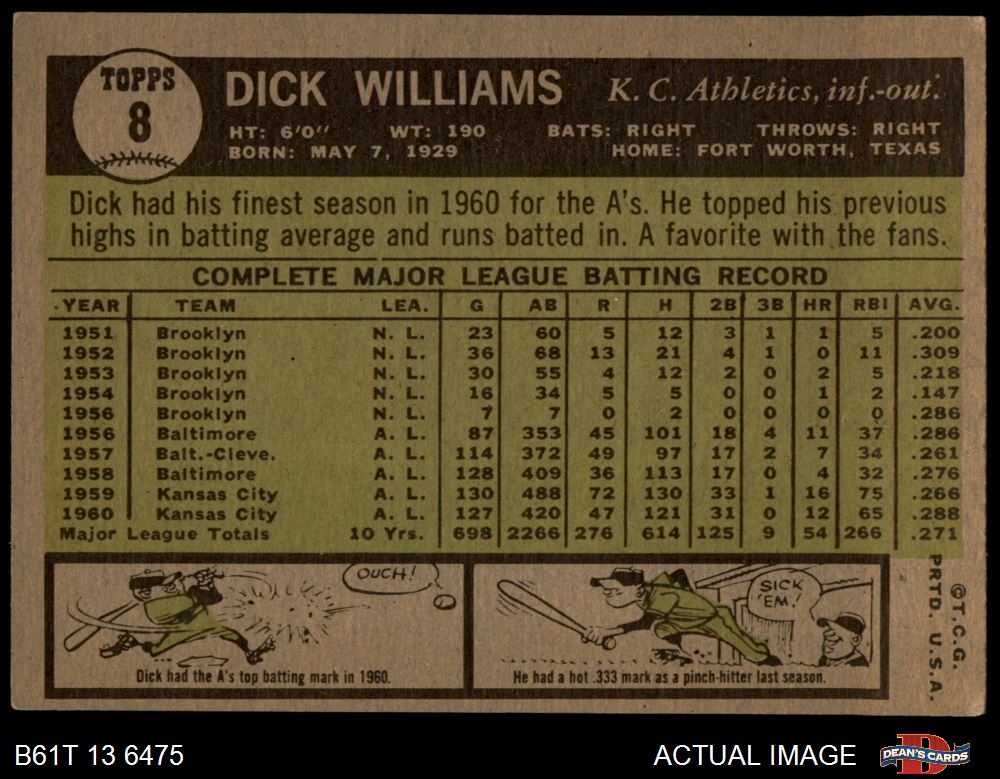 TOPPS
8
DICK WILLIAMS K. C. Athletics, inf.-out.
HT: 6'0" WT: 190 BATS: RIGHT THROWS: RIGHT
BORN: MAY 7, 1929 HOME: FORT WORTH, TEXAS
Dick had his finest season in 1960 for the A's. He topped his previous
highs in batting average and runs batted in. A favorite with the fans.
COMPLETE MAJOR LEAGUE BATTING RECORD
YEAR TEAM LEA. G AB R H 2B 3B HR RBI AVG.
1951 Brooklyn N. L. 23 60 5 12 3 1 1 5 .200
1952 Brooklyn N. L. 36 68 13 21 4 1 0 11 .309
1953 Brooklyn N. L. 30 55 4 12 2 0 2 5 .218
1954 Brooklyn N. L. 16 34 5 5 0 0 1 2 .147
1956 Brooklyn N. L. 7 7 0 2 0 0 0 0 .286
1956 Baltimore A. L. 87 353 45 101 18 4 11 37 .286
1957 Balt.-Cleve. A. L. 114 372 49 97 17 2 7 34 .261
1958 Baltimore A. L. 128 409 36 113 17 0 4 32 .276
1959 Kansas City A. L. 130 488 72 130 33 1 16 75 .266
1960 Kansas City A. L. 127 420 47 121 31 0 12 65 .288
Major League Totals 10 Yrs. 698 2266 276 614 125 9 54 266 .271
OUCH!
Dick had the A's top batting mark in 1960.
SICK
'EM!
He had a hot .333 mark as a pinch-hitter last season.
©T.C.G.
PRTD. U.S.A.
B61T 13 6475 ACTUAL IMAGE DEAN'S CARDS